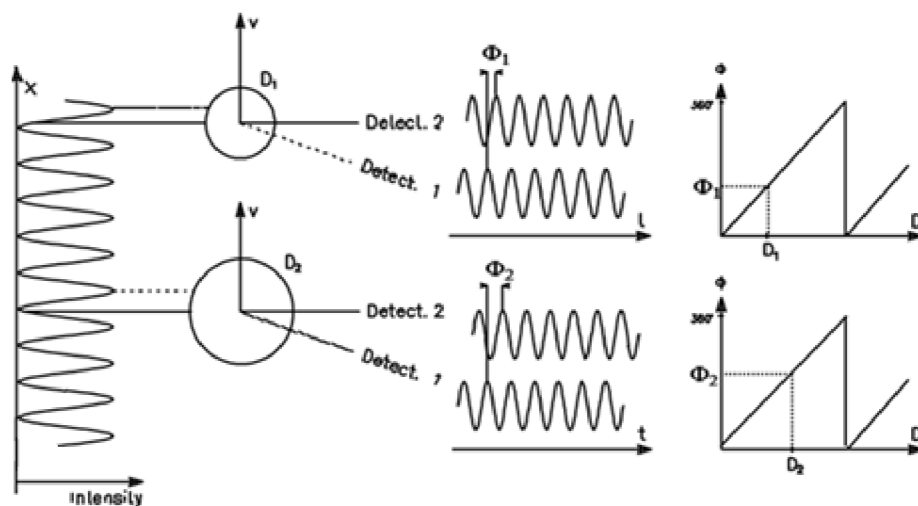 X
Intensity
v
D1
Detect. 2
Detect. 1
v
D2
Detect. 2
Detect. 1
Φ1
t
Φ2
t
Φ
360°
Φ1
D1
D
Φ
360°
Φ2
D2
D